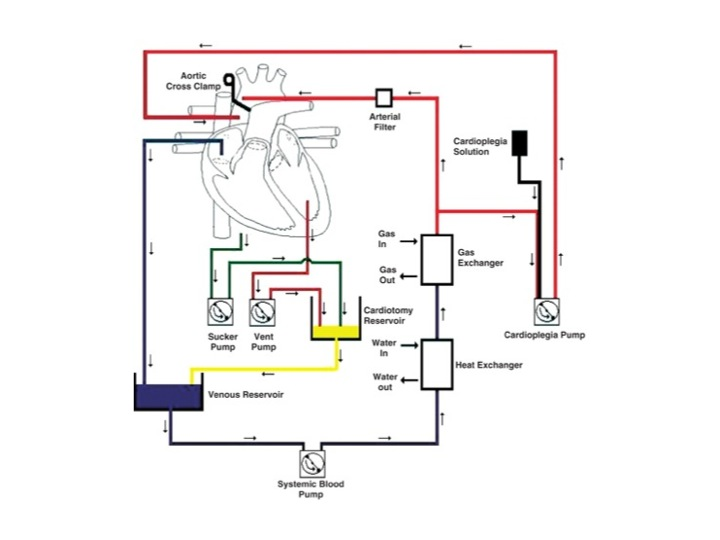 Aortic
Cross Clamp
Arterial
Filter
Cardioplegia
Solution
Gas
In
Gas
Out
Gas
Exchanger
Sucker
Pump
Vent
Pump
Cardiotomy
Reservoir
Cardioplegia Pump
Water
In
Water
out
Heat Exchanger
Venous Reservoir
Systemic Blood
Pump